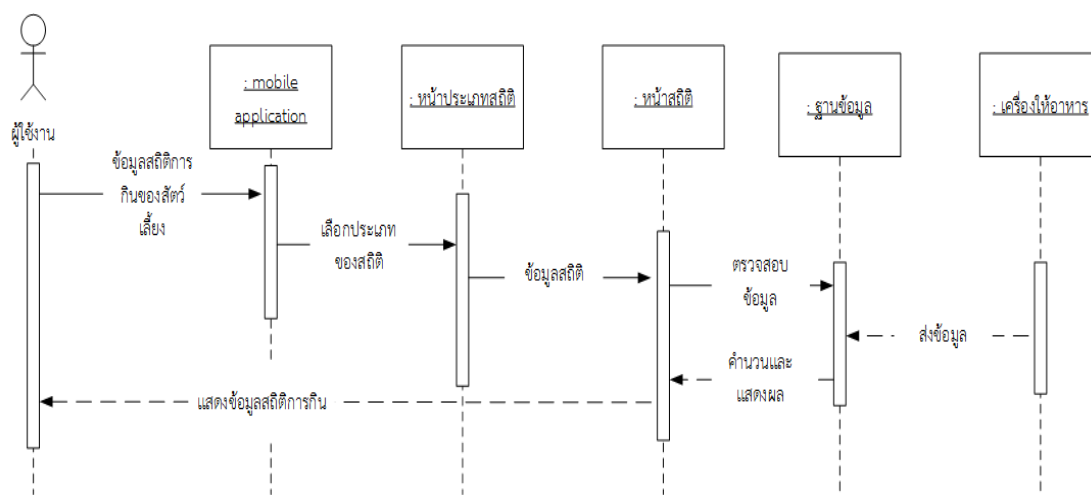 : mobile
application
: หน้าประเภทสถิติ
: หน้าสถิติ
: ฐานข้อมูล
: เครื่องให้อาหาร
ผู้ใช้งาน
ข้อมูลสถิติการ
กินของสัตว์
เลี้ยง
เลือกประเภท
ของสถิติ
ข้อมูลสถิติ
ตรวจสอบ
ข้อมูล
ส่งข้อมูล
คำนวนและ
แสดงผล
แสดงข้อมูลสถิติการกิน